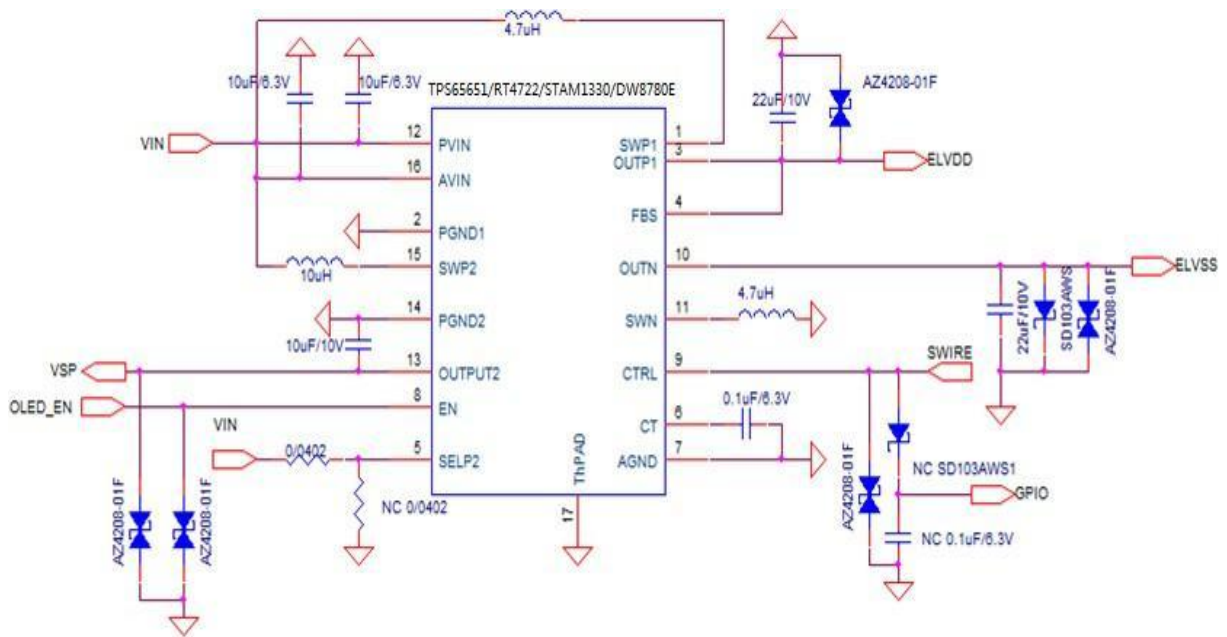 4.7uH
10uF/6.3V
10uF/6.3V
TPS65651/RT4722/STAM1330/DW8780E
AZ4208-01F
22uF/10V
VIN
12
PVIN
SWP1
1
OUTP1
3
ELVDD
16
AVIN
FBS
4
2
PGND1
15
SWP2
10uH
OUTN
10
ELVSS
14
PGND2
10uF/10V
SWN
11
4.7uH
22uF/10V
SD103AWS
AZ4208-01F
VSP
13
OUTPUT2
CTRL
9
SWIRE
OLED_EN
8
EN
CT
6
0.1uF/6.3V
VIN
0/0402
5
SELP2
AGND
7
ThPAD
17
NC 0/0402
AZ4208-01F
AZ4208-01F
AZ4208-01F
NC SD103AWS1
GPIO
NC 0.1uF/6.3V